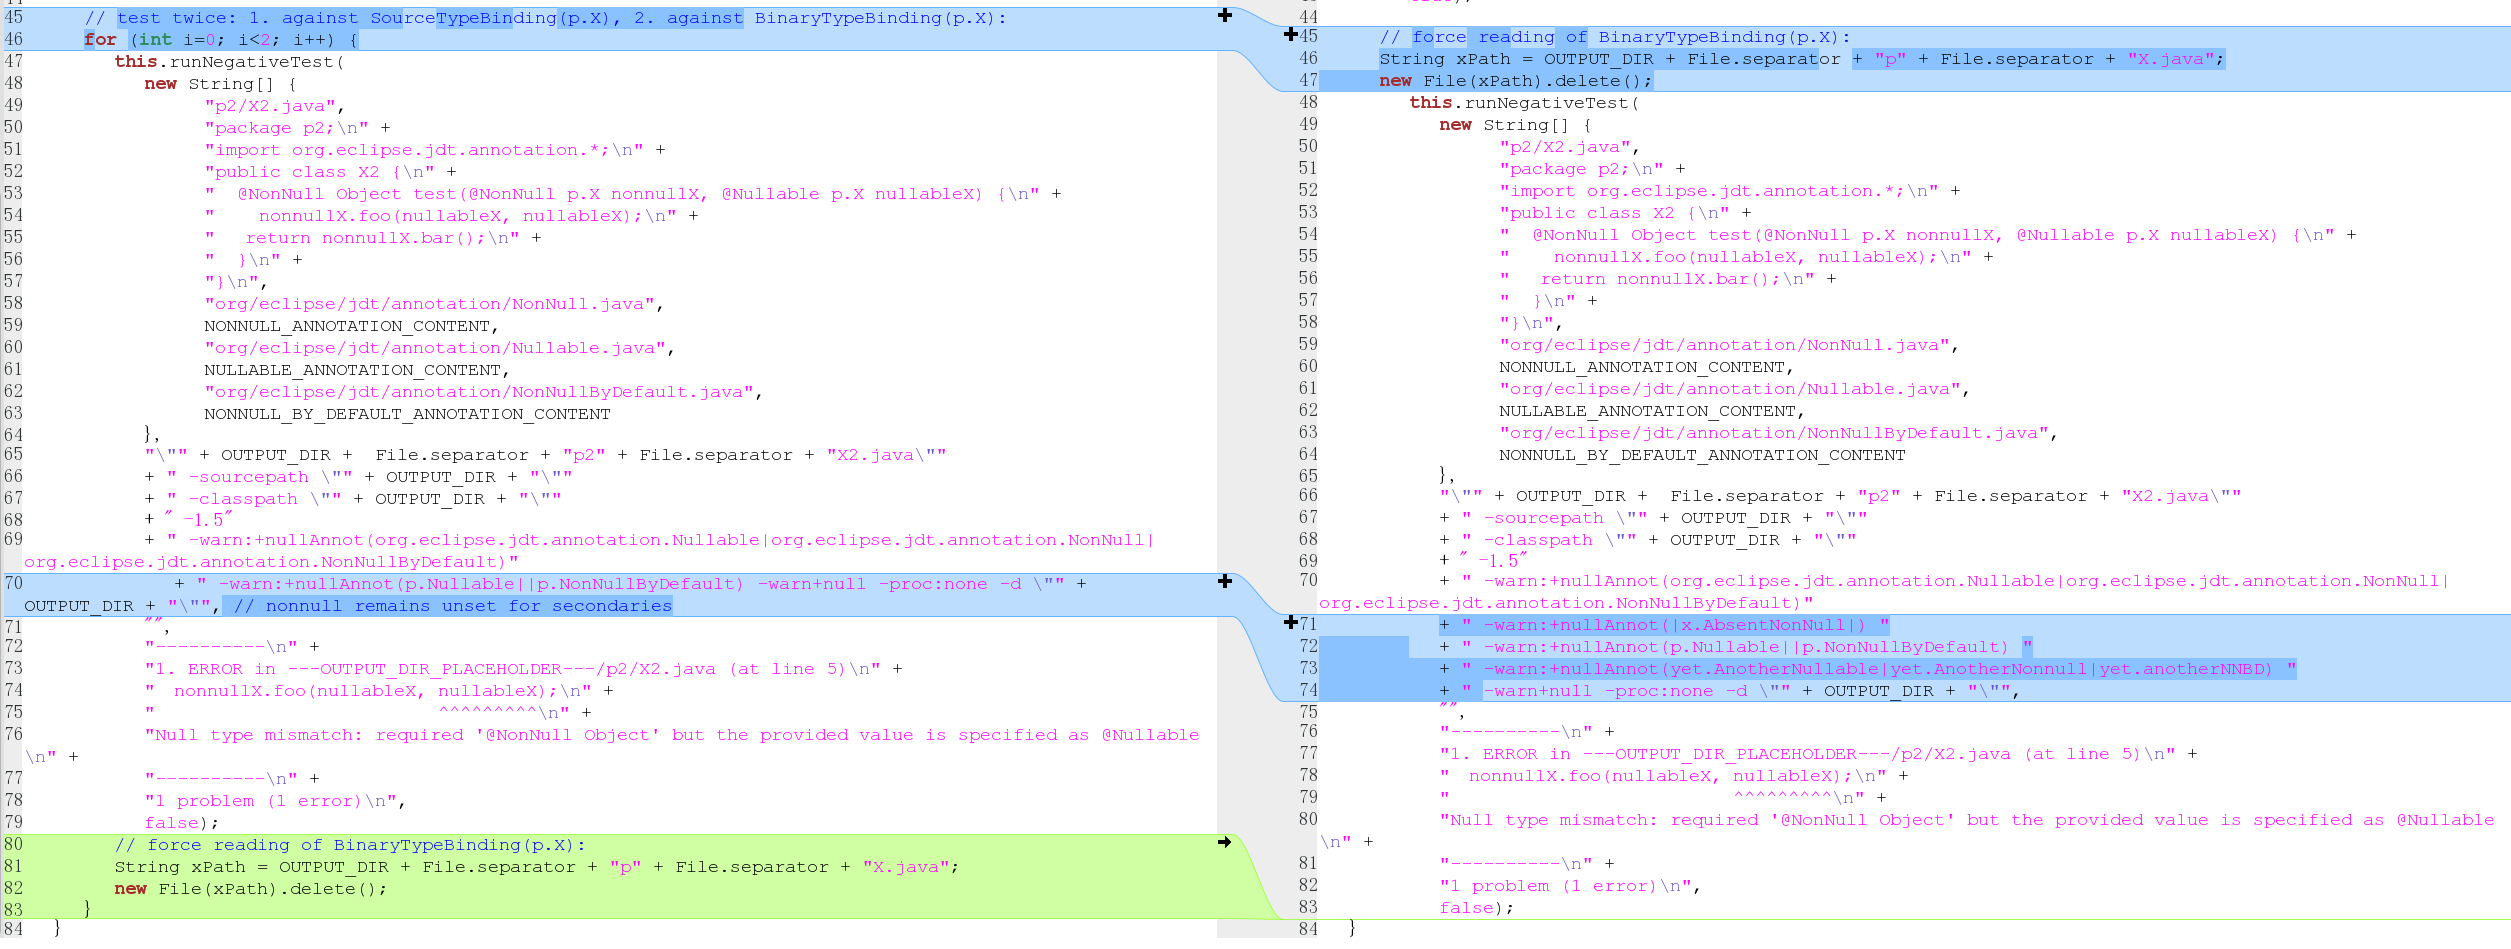 45 // test twice: 1. against SourceTypeBinding(p.X), 2. against BinaryTypeBinding(p.X):
46 for (int i=0; i<2; i++) {
47 this.runNegativeTest(
48 new String[] {
49 "p2/X2.java",
50 "package p2;\n" +
51 "import org.eclipse.jdt.annotation.*;\n" +
52 "public class X2 {\n" +
53 "  @NonNull Object test(@NonNull p.X nonnullX, @Nullable p.X nullableX) {\n" +
54 "    nonnullX.foo(nullableX, nullableX);\n" +
55 "   return nonnullX.bar();\n" +
56 "  }\n" +
57 "}\n",
58 "org/eclipse/jdt/annotation/NonNull.java",
59 NONNULL_ANNOTATION_CONTENT,
60 "org/eclipse/jdt/annotation/Nullable.java",
61 NULLABLE_ANNOTATION_CONTENT,
62 "org/eclipse/jdt/annotation/NonNullByDefault.java",
63 NONNULL_BY_DEFAULT_ANNOTATION_CONTENT
64 },
65 "\"" + OUTPUT_DIR +  File.separator + "p2" + File.separator + "X2.java\""
66 + " -sourcepath \"" + OUTPUT_DIR + "\""
67 + " -classpath \"" + OUTPUT_DIR + "\""
68 + " -1.5"
69 + " -warn:+nullAnnot(org.eclipse.jdt.annotation.Nullable|org.eclipse.jdt.annotation.NonNull|
org.eclipse.jdt.annotation.NonNullByDefault)"
70 + " -warn:+nullAnnot(p.Nullable||p.NonNullByDefault) -warn+null -proc:none -d \"" +
OUTPUT_DIR + "\"", // nonnull remains unset for secondaries
71 "",
72 "----------\n" +
73 "1. ERROR in ---OUTPUT_DIR_PLACEHOLDER---/p2/X2.java (at line 5)\n" +
74 "  nonnullX.foo(nullableX, nullableX);\n" +
75 "                          ^^^^^^^^^\n" +
76 "Null type mismatch: required '@NonNull Object' but the provided value is specified as @Nullable
\n" +
77 "----------\n" +
78 "1 problem (1 error)\n",
79 false);
80 // force reading of BinaryTypeBinding(p.X):
81 String xPath = OUTPUT_DIR + File.separator + "p" + File.separator + "X.java";
82 new File(xPath).delete();
83 }
84 }
44
45 // force reading of BinaryTypeBinding(p.X):
46 String xPath = OUTPUT_DIR + File.separator + "p" + File.separator + "X.java";
47 new File(xPath).delete();
48 this.runNegativeTest(
49 new String[] {
50 "p2/X2.java",
51 "package p2;\n" +
52 "import org.eclipse.jdt.annotation.*;\n" +
53 "public class X2 {\n" +
54 "  @NonNull Object test(@NonNull p.X nonnullX, @Nullable p.X nullableX) {\n" +
55 "    nonnullX.foo(nullableX, nullableX);\n" +
56 "   return nonnullX.bar();\n" +
57 "  }\n" +
58 "}\n",
59 "org/eclipse/jdt/annotation/NonNull.java",
60 NONNULL_ANNOTATION_CONTENT,
61 "org/eclipse/jdt/annotation/Nullable.java",
62 NULLABLE_ANNOTATION_CONTENT,
63 "org/eclipse/jdt/annotation/NonNullByDefault.java",
64 NONNULL_BY_DEFAULT_ANNOTATION_CONTENT
65 },
66 "\"" + OUTPUT_DIR +  File.separator + "p2" + File.separator + "X2.java\""
67 + " -sourcepath \"" + OUTPUT_DIR + "\""
68 + " -classpath \"" + OUTPUT_DIR + "\""
69 + " -1.5"
70 + " -warn:+nullAnnot(org.eclipse.jdt.annotation.Nullable|org.eclipse.jdt.annotation.NonNull|
org.eclipse.jdt.annotation.NonNullByDefault)"
71 + " -warn:+nullAnnot(|x.AbsentNonNull|) "
72 + " -warn:+nullAnnot(p.Nullable||p.NonNullByDefault) "
73 + " -warn:+nullAnnot(yet.AnotherNullable|yet.AnotherNonnull|yet.anotherNNBD) "
74 + " -warn+null -proc:none -d \"" + OUTPUT_DIR + "\"",
75 "",
76 "----------\n" +
77 "1. ERROR in ---OUTPUT_DIR_PLACEHOLDER---/p2/X2.java (at line 5)\n" +
78 "  nonnullX.foo(nullableX, nullableX);\n" +
79 "                          ^^^^^^^^^\n" +
80 "Null type mismatch: required '@NonNull Object' but the provided value is specified as @Nullable
\n" +
81 "----------\n" +
82 "1 problem (1 error)\n",
83 false);
84 }